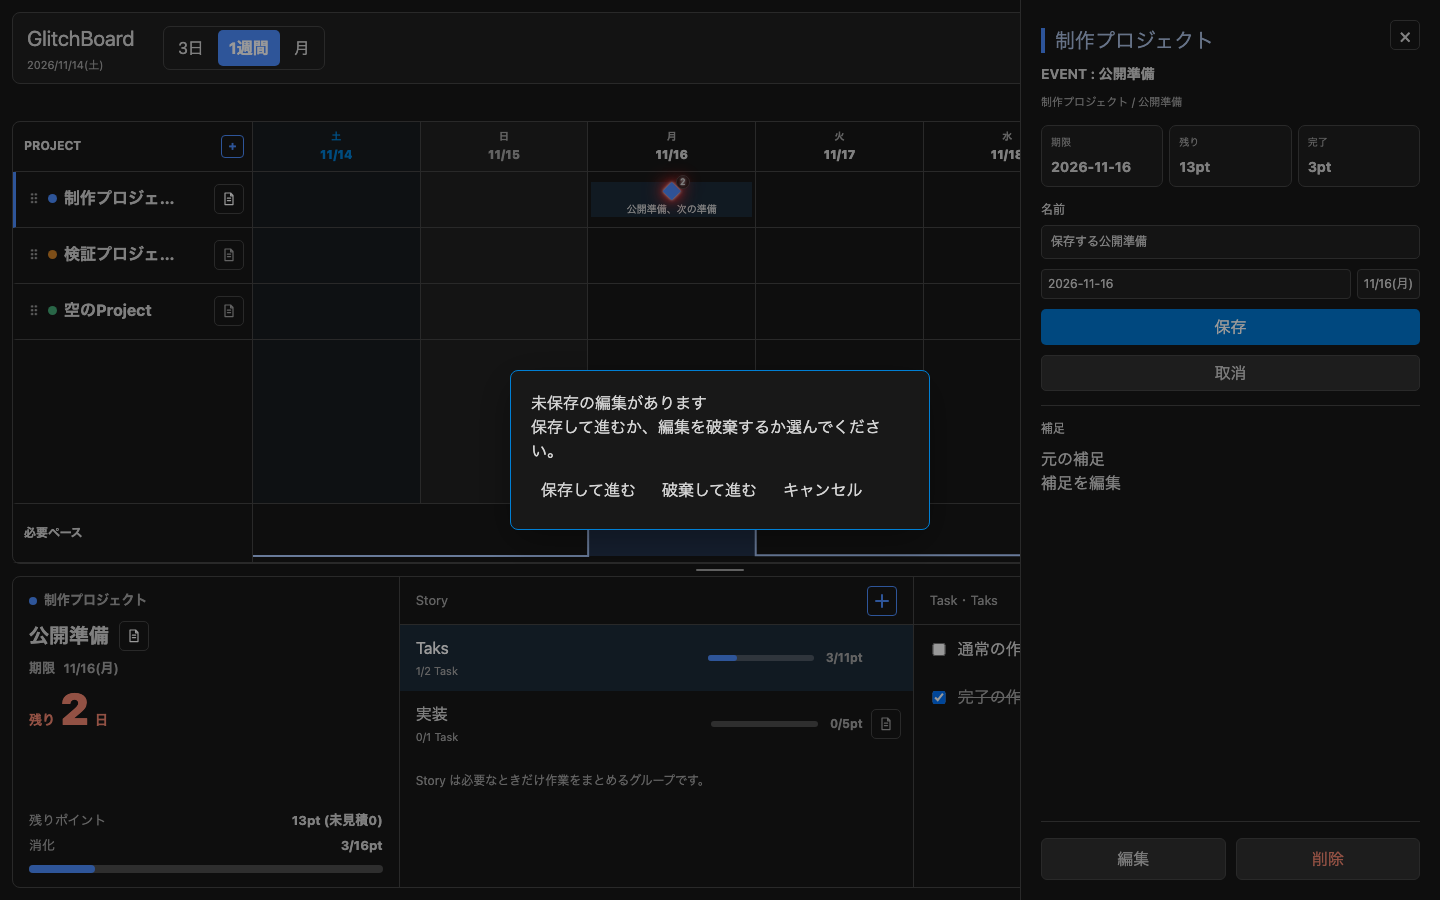 GlitchBoard
2026/11/14(土)
3日 1週間 月
PROJECT +
土 11/14
日 11/15
月 11/16
火 11/17
水 11/18
制作プロジェ...
2
公開準備、次の準備
検証プロジェ...
空のProject
必要ペース
未保存の編集があります
保存して進むか、編集を破棄するか選んでくださ
い。
保存して進む 破棄して進む キャンセル
制作プロジェクト
公開準備
期限 11/16(月)
残り 2 日
残りポイント 13pt (未見積0)
消化 3/16pt
Story
Taks
1/2 Task
3/11pt
実装
0/1 Task
0/5pt
Story は必要なときだけ作業をまとめるグループです。
Task・Taks
通常の作
完了の作
制作プロジェクト
EVENT : 公開準備
制作プロジェクト / 公開準備
期限
2026-11-16
残り
13pt
完了
3pt
名前
保存する公開準備
2026-11-16 11/16(月)
保存
取消
補足
元の補足
補足を編集
編集 削除